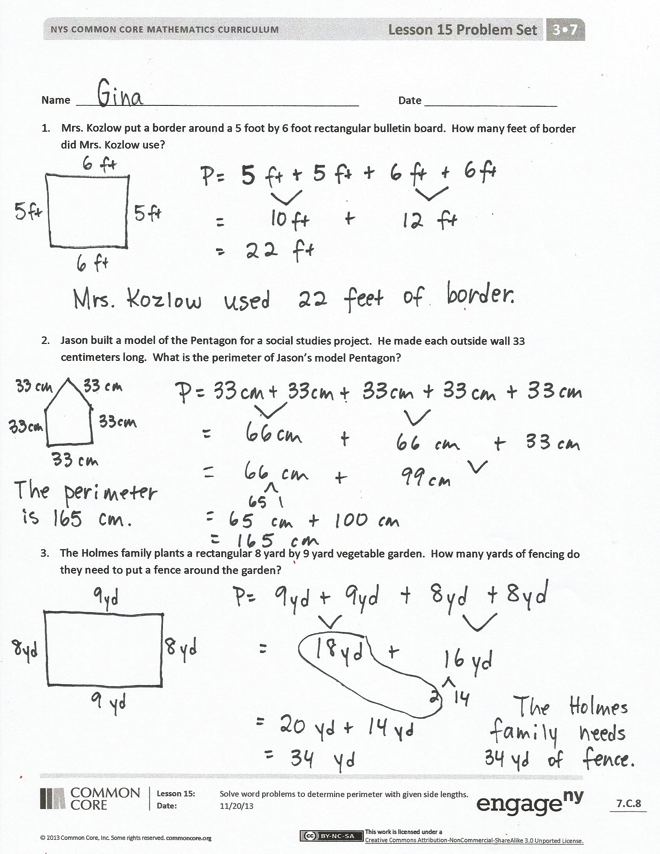 NYS COMMON CORE MATHEMATICS CURRICULUM Lesson 15 Problem Set 3•7
Name Gina Date
1. Mrs. Kozlow put a border around a 5 foot by 6 foot rectangular bulletin board. How many feet of border
did Mrs. Kozlow use?
6 ft
P= 5 ft + 5 ft + 6 ft + 6 ft
5 ft 5 ft
= 10 ft + 12 ft
= 22 ft
6 ft
Mrs. Kozlow used 22 feet of border.
2. Jason built a model of the Pentagon for a social studies project. He made each outside wall 33
centimeters long. What is the perimeter of Jason's model Pentagon?
33 cm 33 cm
P= 33 cm + 33 cm + 33 cm + 33 cm + 33 cm
33 cm 33 cm
= 66 cm + 66 cm + 33 cm
33 cm
= 66 cm + 99 cm
65 1
The perimeter
is 165 cm.
= 65 cm + 100 cm
= 165 cm
3. The Holmes family plants a rectangular 8 yard by 9 yard vegetable garden. How many yards of fencing do
they need to put a fence around the garden?
9 yd
P= 9 yd + 9 yd + 8 yd + 8 yd
8 yd 8 yd
= 18 yd + 16 yd
2 14
9 yd
= 20 yd + 14 yd
= 34 yd
The Holmes
family needs
34 yd of fence.
COMMON
CORE
Lesson 15: Solve word problems to determine perimeter with given side lengths.
Date: 11/20/13
engage ny
7.C.8
© 2013 Common Core, Inc. Some rights reserved. commoncore.org
cc BY-NC-SA
This work is licensed under a
Creative Commons Attribution-NonCommercial-ShareAlike 3.0 Unported License.